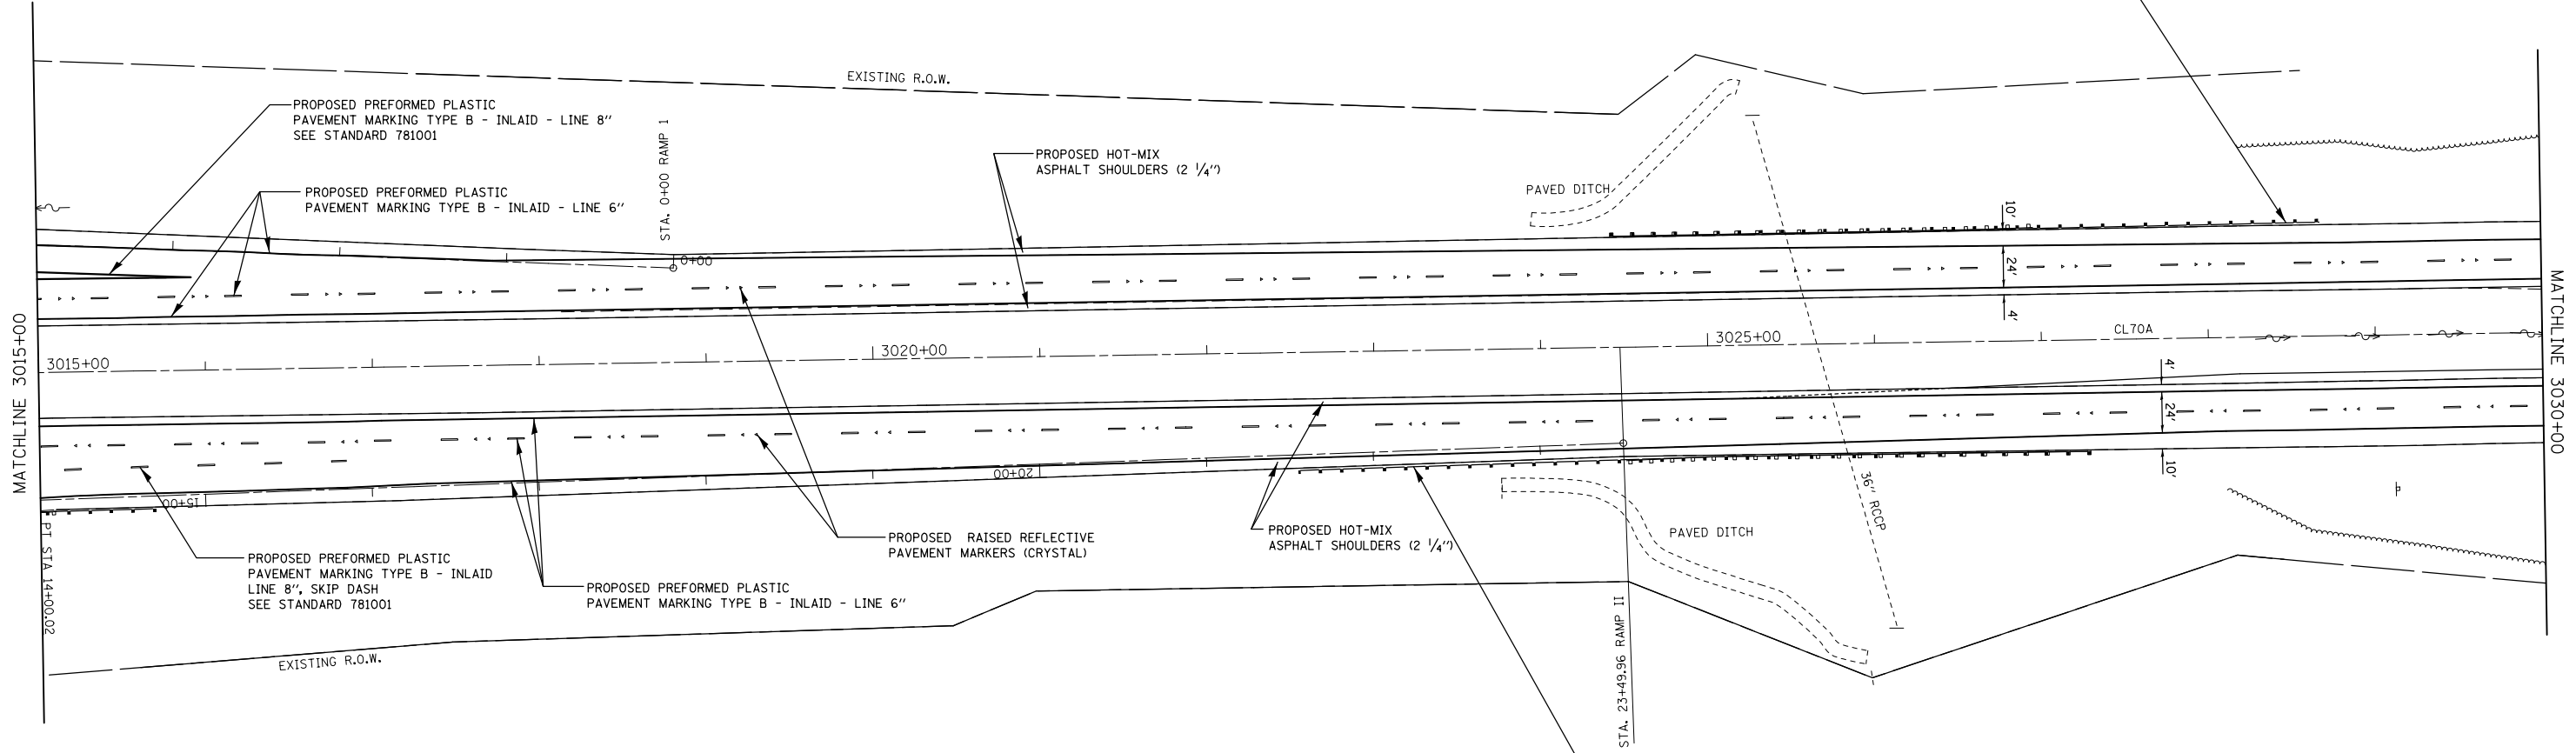 EXISTING R.O.W.
PROPOSED PREFORMED PLASTIC
PAVEMENT MARKING TYPE B - INLAID - LINE 8"
SEE STANDARD 781001
PROPOSED PREFORMED PLASTIC
PAVEMENT MARKING TYPE B - INLAID - LINE 6"
STA. 0+00 RAMP 1
0+00
PROPOSED HOT-MIX
ASPHALT SHOULDERS (2 1/4")
PAVED DITCH
10'
24'
4'
MATCHLINE 3015+00
3015+00
3020+00
3025+00
CL70A
MATCHLINE 3030+00
4'
24'
10'
15+00
20+00
36" RCCP
PT STA 14+00.02
PROPOSED PREFORMED PLASTIC
PAVEMENT MARKING TYPE B - INLAID
LINE 8", SKIP DASH
SEE STANDARD 781001
PROPOSED PREFORMED PLASTIC
PAVEMENT MARKING TYPE B - INLAID - LINE 6"
PROPOSED RAISED REFLECTIVE
PAVEMENT MARKERS (CRYSTAL)
PROPOSED HOT-MIX
ASPHALT SHOULDERS (2 1/4")
PAVED DITCH
STA. 23+49.96 RAMP II
EXISTING R.O.W.